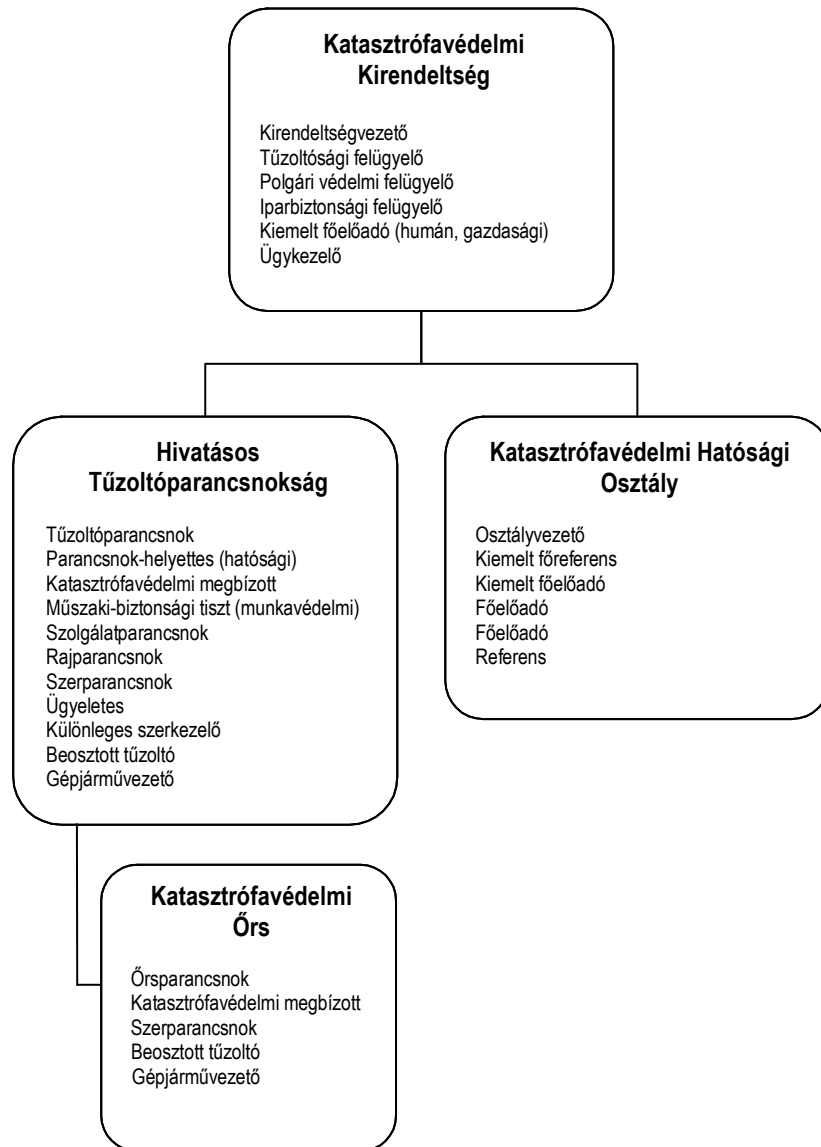 Katasztrófavédelmi
Kirendeltség
Kirendeltségvezető
Tűzoltósági felügyelő
Polgári védelmi felügyelő
Iparbiztonsági felügyelő
Kiemelt főelőadó (humán, gazdasági)
Ügykezelő
Hivatásos
Tűzoltóparancsnokság
Tűzoltóparancsnok
Parancsnok-helyettes (hatósági)
Katasztrófavédelmi megbízott
Műszaki-biztonsági tiszt (munkavédelmi)
Szolgálatparancsnok
Rajparancsnok
Szerparancsnok
Ügyeletes
Különleges szerkezelő
Beosztott tűzoltó
Gépjárművezető
Katasztrófavédelmi Hatósági
Osztály
Osztályvezető
Kiemelt főreferens
Kiemelt főelőadó
Főelőadó
Főelőadó
Referens
Katasztrófavédelmi
Őrs
Őrsparancsnok
Katasztrófavédelmi megbízott
Szerparancsnok
Beosztott tűzoltó
Gépjárművezető